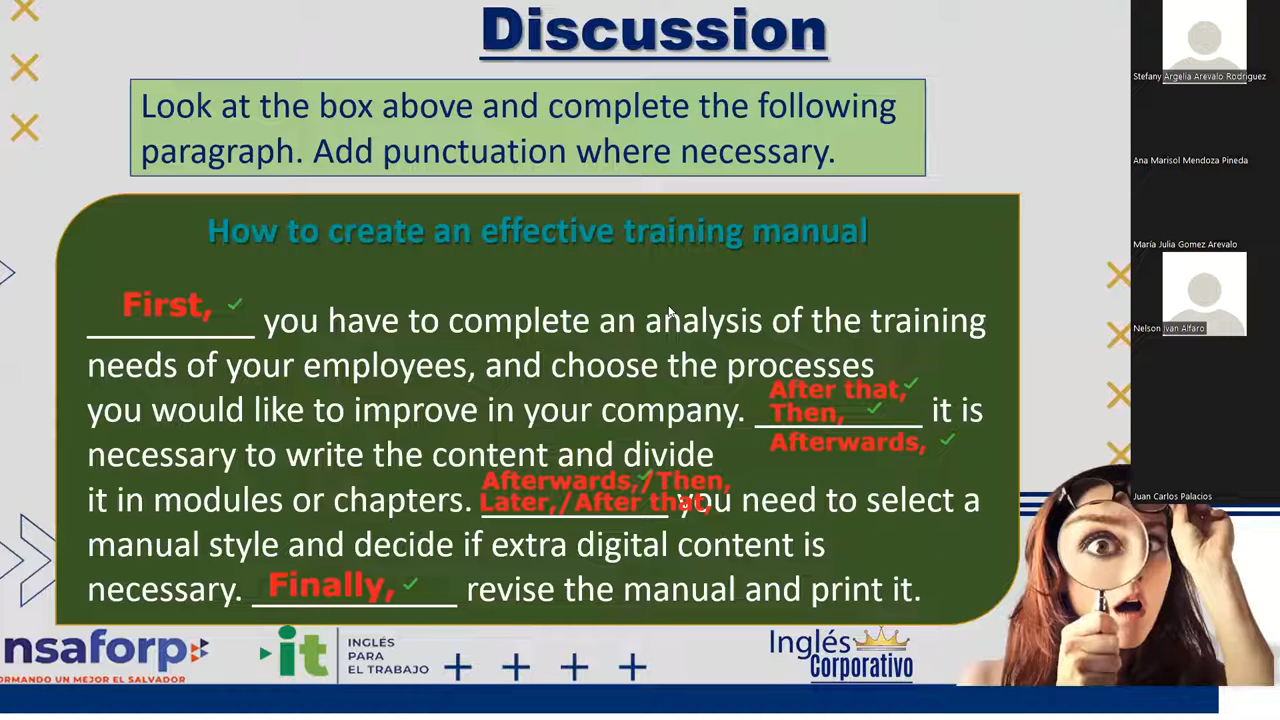 Discussion
Look at the box above and complete the following
paragraph. Add punctuation where necessary.
How to create an effective training manual
First,
you have to complete an analysis of the training
needs of your employees, and choose the processes
After that,
Then,
you would like to improve in your company. __________ it is
Afterwards,
necessary to write the content and divide
Afterwards,/Then,
Later,/After that,
it in modules or chapters. __________ you need to select a
manual style and decide if extra digital content is
necessary. Finally, revise the manual and print it.
nsaforp
ORMANDO UN MEJOR EL SALVADOR
it
INGLÉS
PARA
EL TRABAJO
Inglés
Corporativo
Stefany Argelia Arevalo Rodriguez
Ana Marisol Mendoza Pineda
María Julia Gomez Arevalo
Nelson Ivan Alfaro
Juan Carlos Palacios